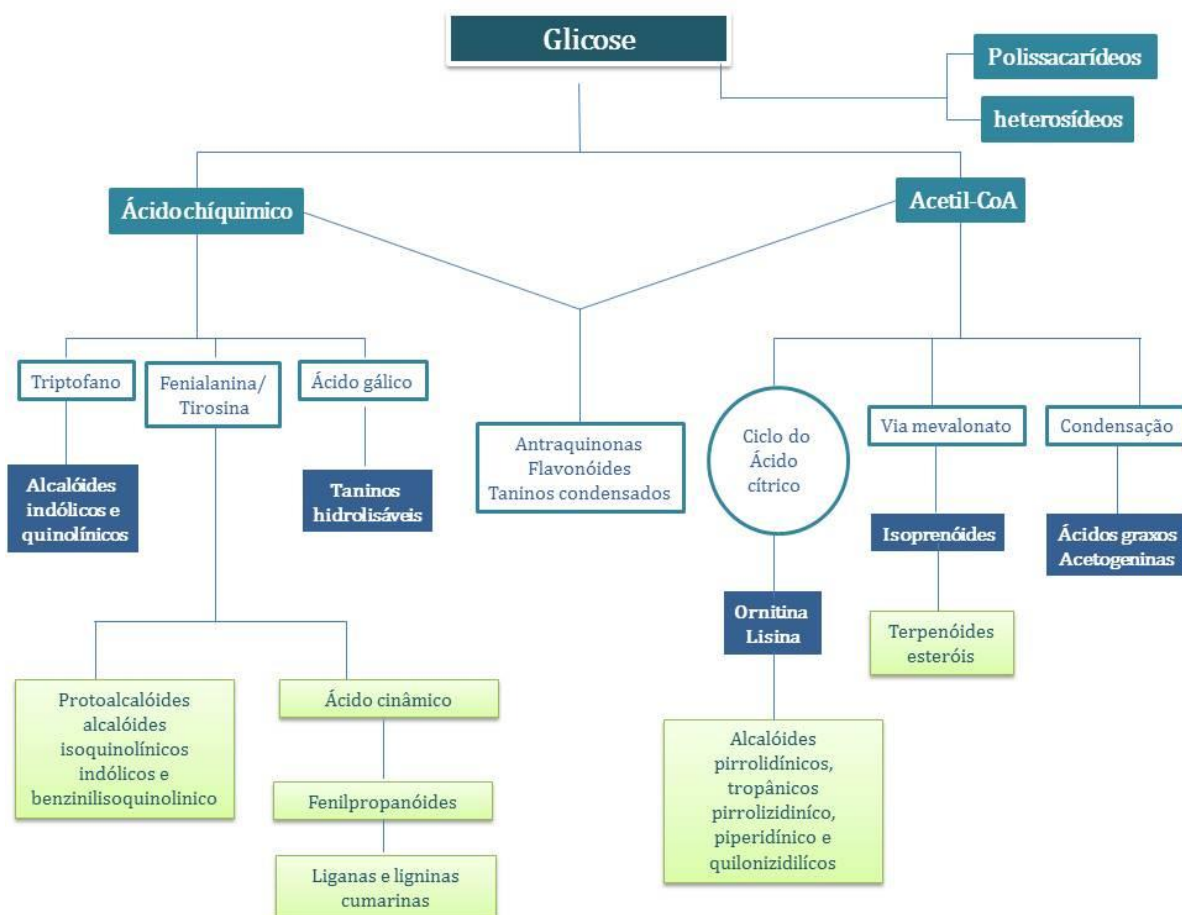 Glicose
Polissacarídeos
heterosídeos
Ácido chíquimico
Acetil-CoA
Triptofano
Fenialanina/
Tirosina
Ácido gálico
Alcalóides
indólicos e
quinolínicos
Taninos
hidrolisáveis
Antraquinonas
Flavonóides
Taninos condensados
Ciclo do
Ácido
cítrico
Via mevalonato
Condensação
Isoprenóides
Ácidos graxos
Acetogeninas
Ornitina
Lisina
Terpenóides
esteróis
Protoalcalóides
alcalóides
isoquinolínicos
indólicos e
benzinilisoquinolinico
Ácido cinâmico
Fenilpropanóides
Liganas e ligninas
cumarinas
Alcalóides
pirrolidínicos,
tropânicos
pirrolizidiníco,
piperidínico e
quilonizidilícos